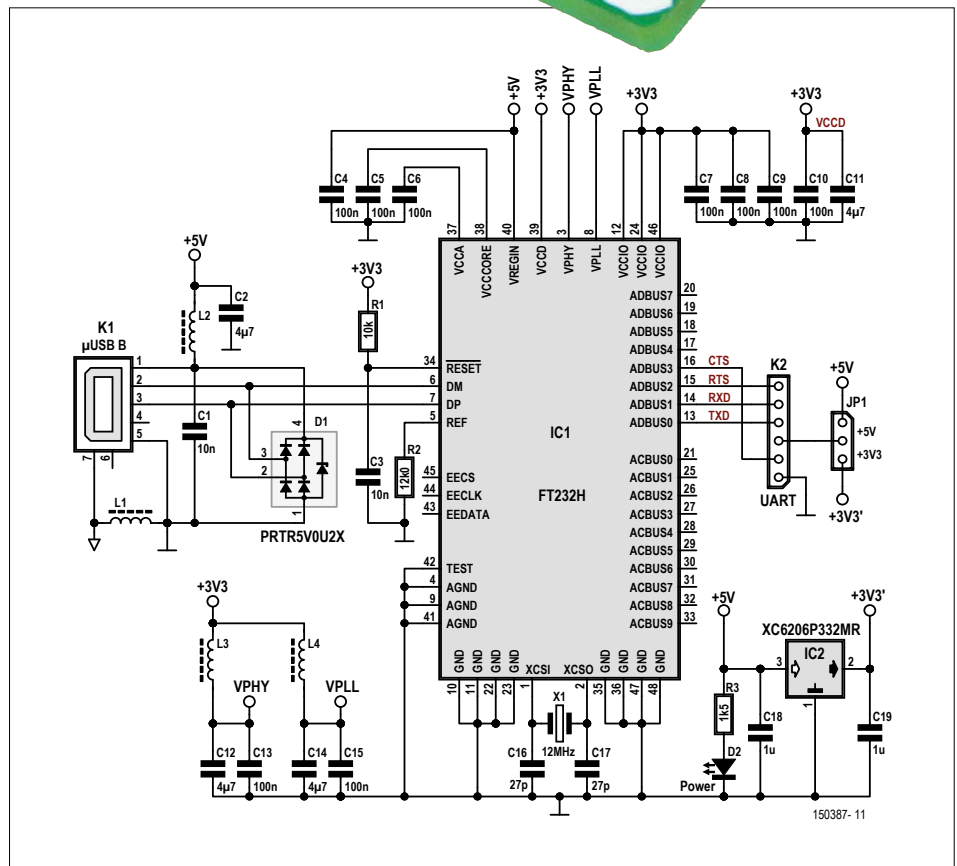 +5V
+3V3
VPHY
VPLL
+3V3
+3V3
VCCD
C4
100n
C5
100n
C6
100n
C7
100n
C8
100n
C9
100n
C10
100n
C11
4µ7
37
38
40
39
3
8
12
24
46
VCCA
VCCCORE
VREGIN
VCCD
VPHY
VPLL
VCCIO
VCCIO
VCCIO
+5V
L2
C2
4µ7
K1
µUSB B
1
2
3
4
5
7
6
C1
10n
L1
D1
4
3
2
1
PRTR5V0U2X
+3V3
R1
10k
C3
10n
R2
12k0
34 RESET
6 DM
7 DP
5 REF
45 EECS
44 EECLK
43 EEDATA
42 TEST
4 AGND
9 AGND
41 AGND
IC1
FT232H
ADBUS7 20
ADBUS6 19
ADBUS5 18
ADBUS4 17
ADBUS3 16 CTS
ADBUS2 15 RTS
ADBUS1 14 RXD
ADBUS0 13 TXD
ACBUS0 21
ACBUS1 25
ACBUS2 26
ACBUS3 27
ACBUS4 28
ACBUS5 29
ACBUS6 30
ACBUS7 31
ACBUS8 32
ACBUS9 33
K2
UART
+5V
JP1
+5V
+3V3
+3V3'
GND
GND
GND
GND
XCSI
XCSO
GND
GND
GND
GND
10
11
22
23
1
2
35
36
47
48
X1
12MHz
C16
27p
C17
27p
+3V3
L3
L4
VPHY
VPLL
C12
4µ7
C13
100n
C14
4µ7
C15
100n
+5V
+3V3'
XC6206P332MR
IC2
3
2
1
R3
1k5
C18
1u
C19
1u
D2
Power
150387- 11